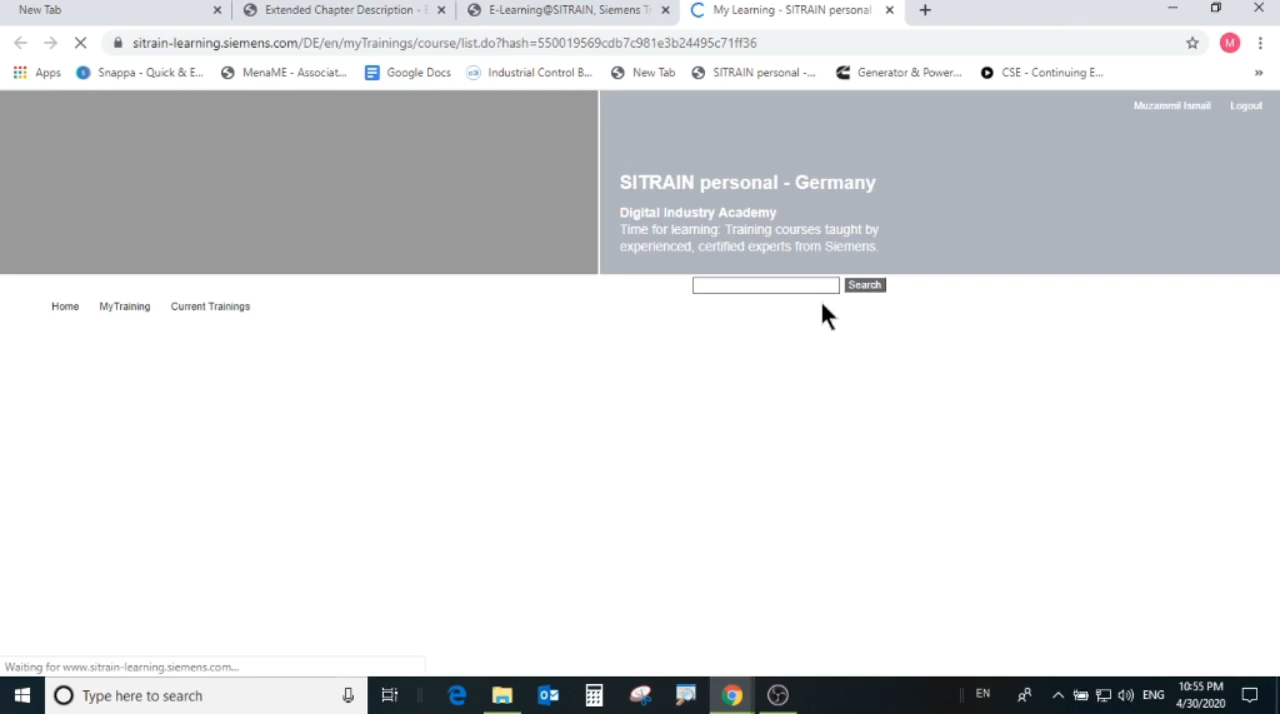 New Tab
Extended Chapter Description - E
E-Learning@SITRAIN, Siemens Tr
My Learning - SITRAIN personal
sitrain-learning.siemens.com/DE/en/myTrainings/course/list.do?hash=550019569cdb7c981e3b24495c71ff36
M
Apps
Snappa - Quick & E...
MenaME - Associat...
Google Docs
Industrial Control B...
New Tab
SITRAIN personal -...
Generator & Power...
CSE - Continuing E...
Muzammil Ismail
Logout
SITRAIN personal - Germany
Digital Industry Academy
Time for learning: Training courses taught by
experienced, certified experts from Siemens.
Search
Home
MyTraining
Current Trainings
Waiting for www.sitrain-learning.siemens.com...
Type here to search
EN
ENG
10:55 PM
4/30/2020